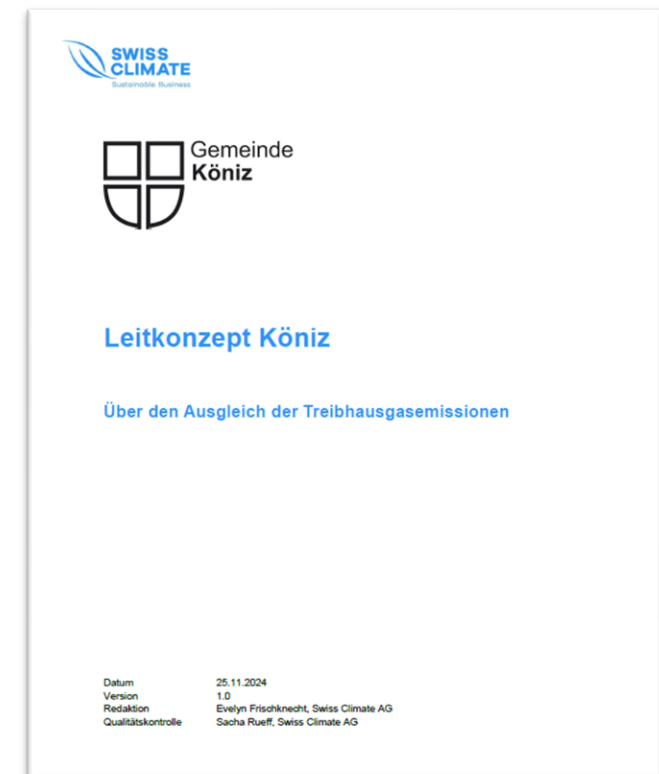 SWISS
CLIMATE
Sustainable Business
Gemeinde
Köniz
Leitkonzept Köniz
Über den Ausgleich der Treibhausgasemissionen
Datum 25.11.2024
Version 1.0
Redaktion Evelyn Frischknecht, Swiss Climate AG
Qualitätskontrolle Sacha Rueff, Swiss Climate AG